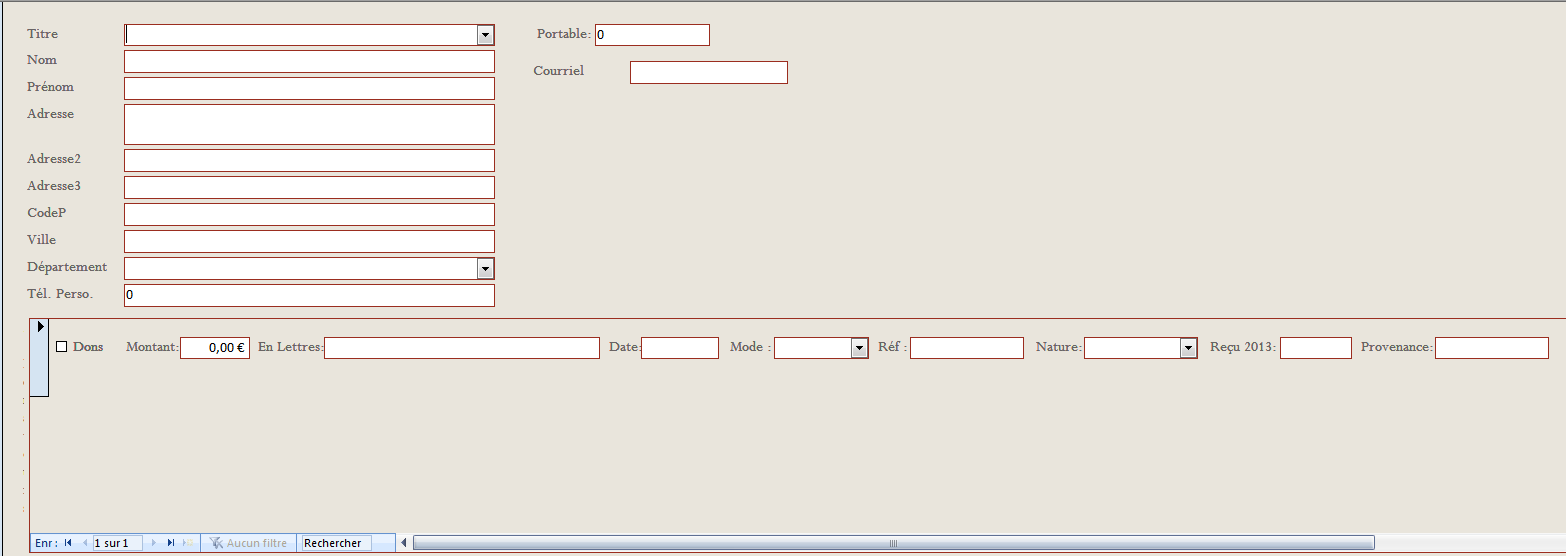 Titre
Portable: 0
Nom
Courriel
Prénom
Adresse
Adresse2
Adresse3
CodeP
Ville
Département
Tél. Perso. 0
Dons Montant: 0,00 € En Lettres: Date: Mode : Réf : Nature: Reçu 2013: Provenance:
Enr : 1 sur 1 Aucun filtre Rechercher